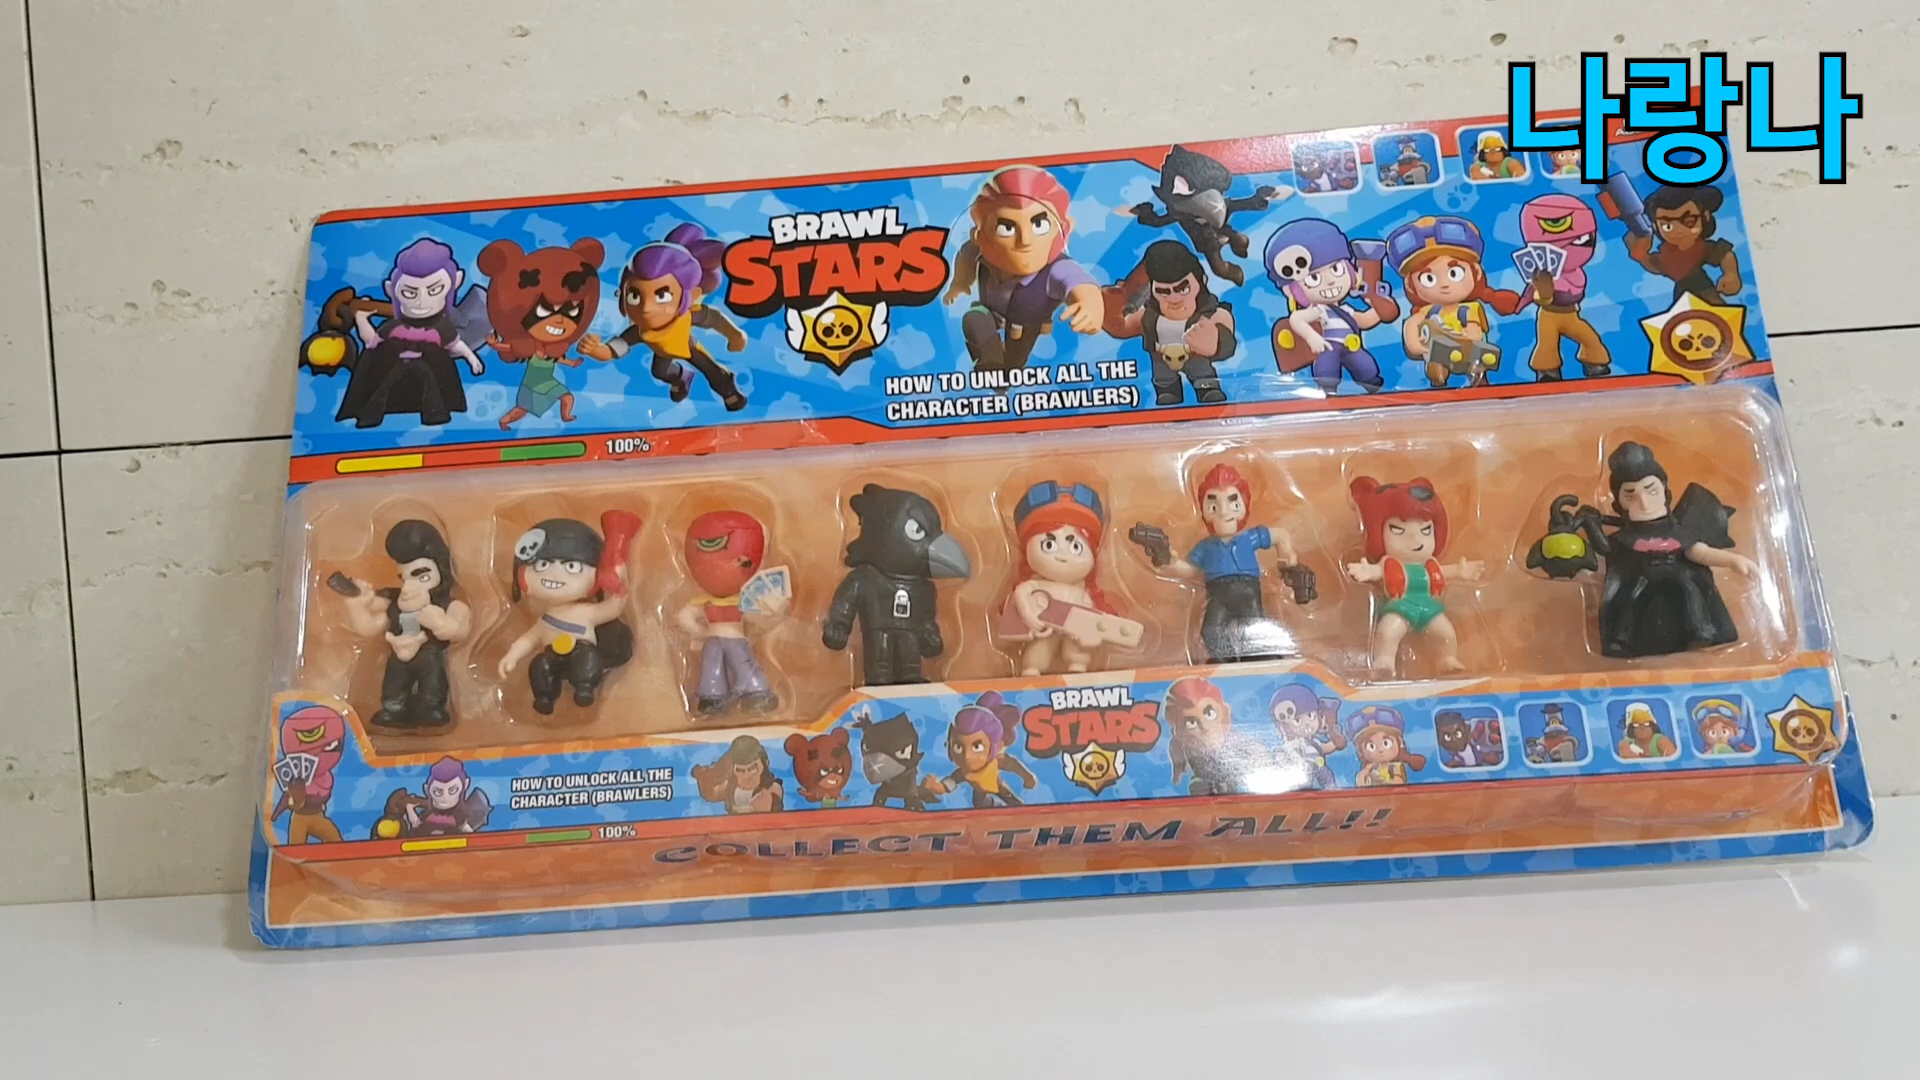 나랑나
BRAWL
STARS
HOW TO UNLOCK ALL THE
CHARACTER (BRAWLERS)
100%
BRAWL
STARS
HOW TO UNLOCK ALL THE
CHARACTER (BRAWLERS)
100%
COLLECT THEM ALL!!